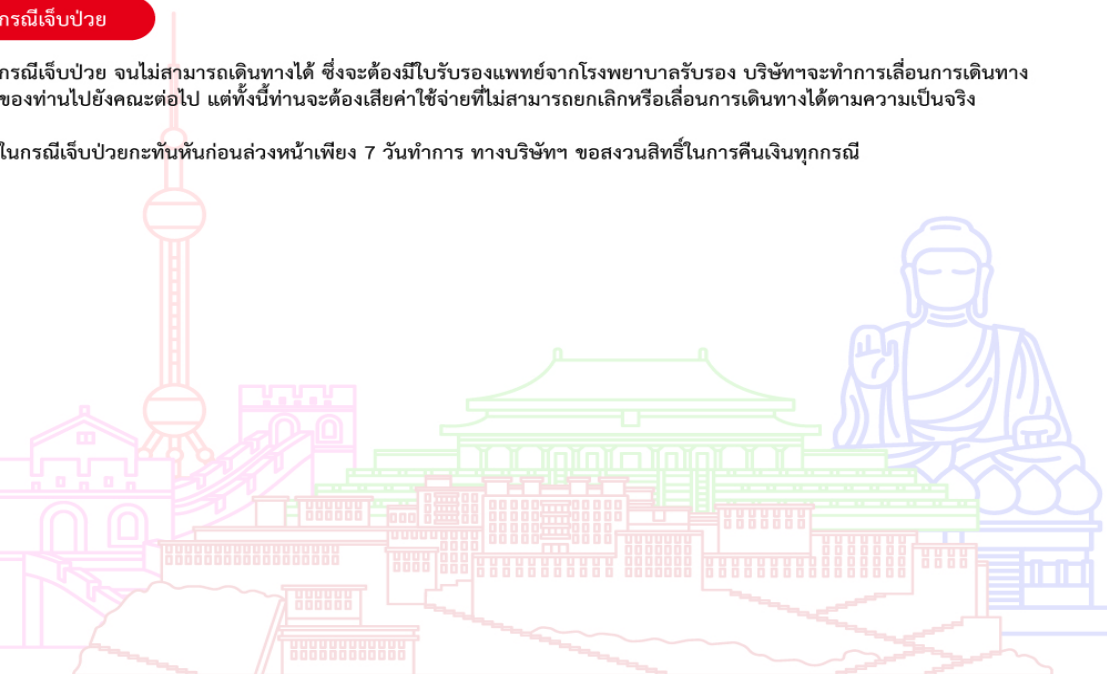 กรณีเจ็บป่วย
กรณีเจ็บป่วย จนไม่สามารถเดินทางได้ ซึ่งจะต้องมีใบรับรองแพทย์จากโรงพยาบาลรับรอง บริษัทฯจะทำการเลื่อนการเดินทาง
ของท่านไปยังคณะต่อไป แต่ทั้งนี้ท่านจะต้องเสียค่าใช้จ่ายที่ไม่สามารถยกเลิกหรือเลื่อนการเดินทางได้ตามความเป็นจริง
ในกรณีเจ็บป่วยกะทันหันก่อนล่วงหน้าเพียง 7 วันทำการ ทางบริษัทฯ ขอสงวนสิทธิ์ในการคืนเงินทุกกรณี